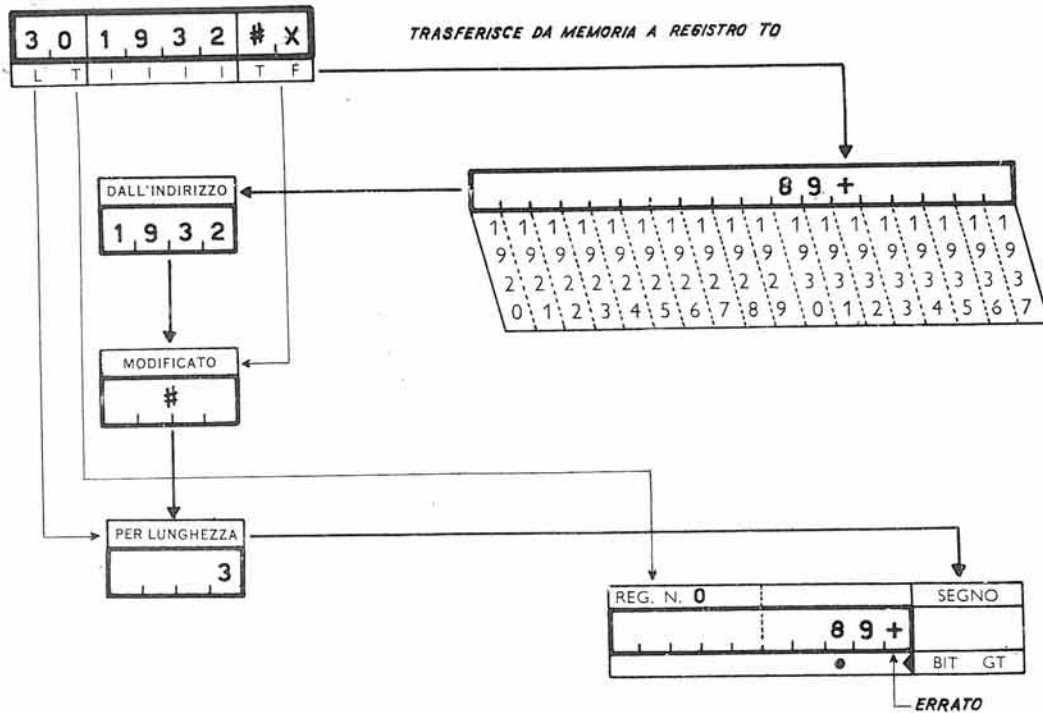 3 0 1 9 3 2 # X
L T I I I I T F
TRASFERISCE DA MEMORIA A REGISTRO T0
DALL'INDIRIZZO
1 9 3 2
8 9 +
1 1 1 1 1 1 1 1 1 1 1 1 1 1 1 1 1 1
9 9 9 9 9 9 9 9 9 9 9 9 9 9 9 9 9 9
2 2 2 2 2 2 2 2 2 2 3 3 3 3 3 3 3 3
0 1 2 3 4 5 6 7 8 9 0 1 2 3 4 5 6 7
MODIFICATO
#
PER LUNGHEZZA
3
REG. N. 0 SEGNO
8 9 +
BIT GT
ERRATO